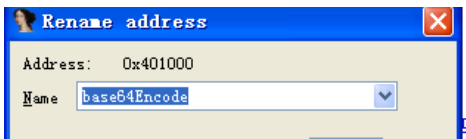 Rename address
Address: 0x401000
Name base64Encode